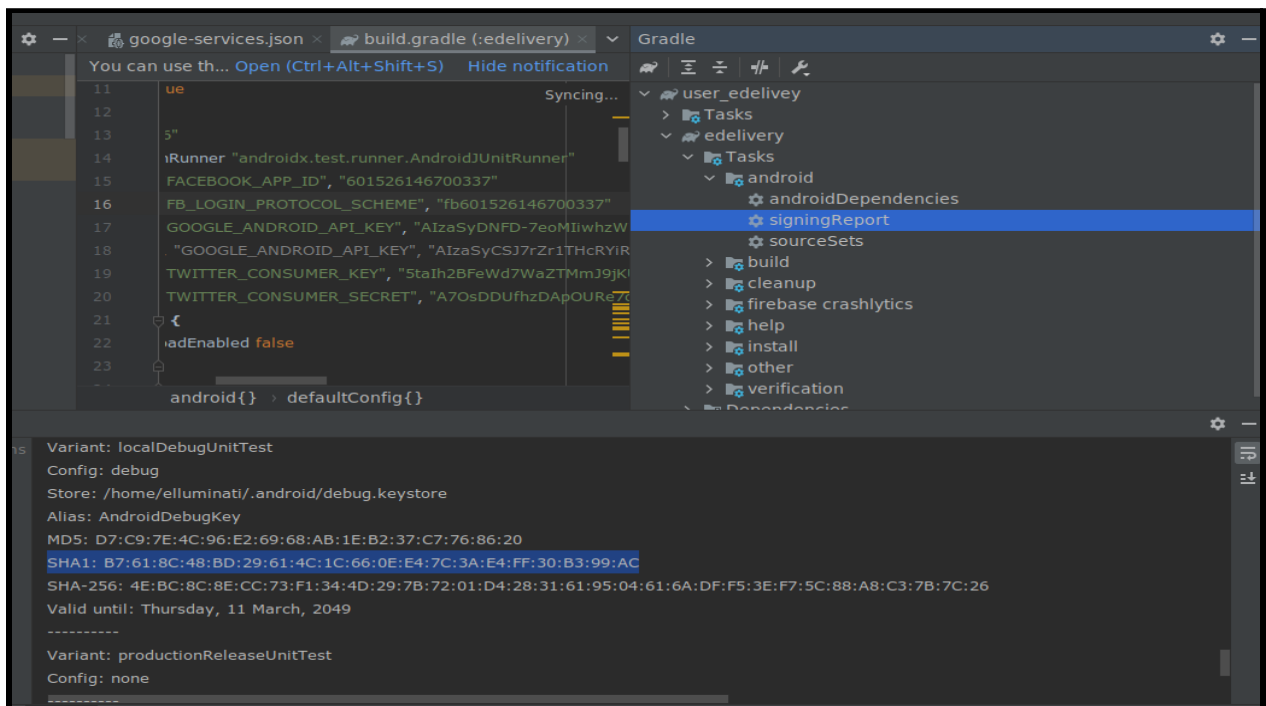 google-services.json
build.gradle (:edelivery)
You can use th... Open (Ctrl+Alt+Shift+S) Hide notification
Syncing...
11 ue
12
13 5"
14 nRunner "androidx.test.runner.AndroidJUnitRunner"
15 FACEBOOK_APP_ID", "601526146700337"
16 FB_LOGIN_PROTOCOL_SCHEME", "fb601526146700337"
17 GOOGLE_ANDROID_API_KEY", "AIzaSyDNFD-7eoMIiwhzW
18 "GOOGLE_ANDROID_API_KEY", "AIzaSyCSJ7rZr1THcRYiR
19 TWITTER_CONSUMER_KEY", "5taIh2BFeWd7WaZTMmJ9jK
20 TWITTER_CONSUMER_SECRET", "A7OsDDUfhzDApOURe7
21 {
22 adEnabled false
23
android{} › defaultConfig{}
Gradle
user_edelivey
Tasks
edelivery
Tasks
android
androidDependencies
signingReport
sourceSets
build
cleanup
firebase crashlytics
help
install
other
verification
Dependencies
ns
Variant: localDebugUnitTest
Config: debug
Store: /home/elluminati/.android/debug.keystore
Alias: AndroidDebugKey
MD5: D7:C9:7E:4C:96:E2:69:68:AB:1E:B2:37:C7:76:86:20
SHA1: B7:61:8C:48:BD:29:61:4C:1C:66:0E:E4:7C:3A:E4:FF:30:B3:99:AC
SHA-256: 4E:BC:8C:8E:CC:73:F1:34:4D:29:7B:72:01:D4:28:31:61:95:04:61:6A:DF:F5:3E:F7:5C:88:A8:C3:7B:7C:26
Valid until: Thursday, 11 March, 2049
----------
Variant: productionReleaseUnitTest
Config: none
----------